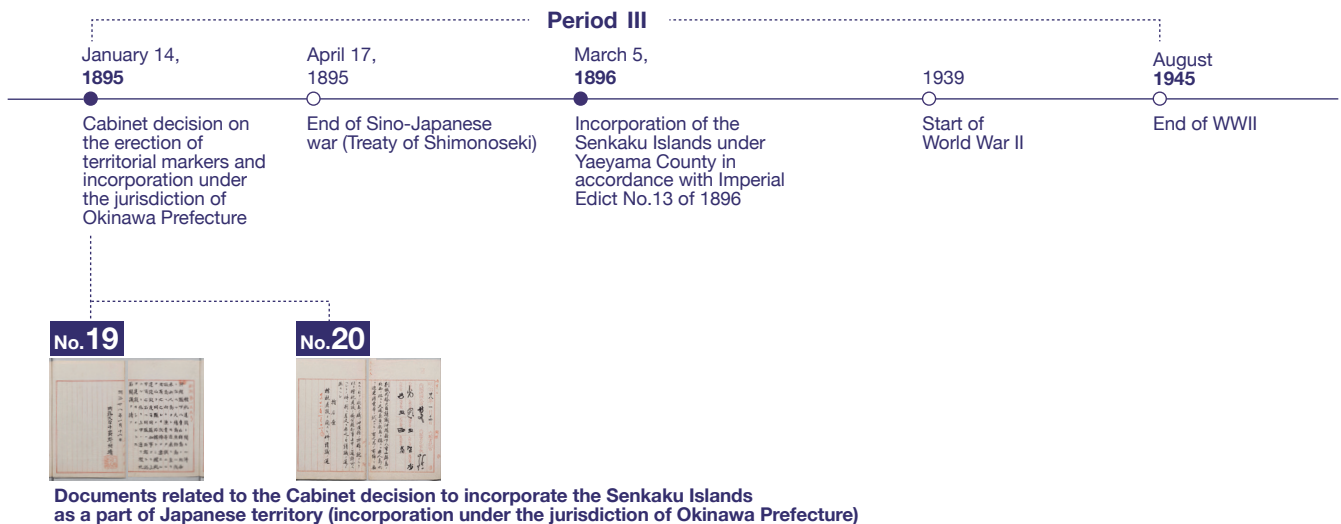 Period III
January 14,
1895
April 17,
1895
March 5,
1896
1939
August
1945
Cabinet decision on
the erection of
territorial markers and
incorporation under
the jurisdiction of
Okinawa Prefecture
End of Sino-Japanese
war (Treaty of Shimonoseki)
Incorporation of the
Senkaku Islands under
Yaeyama County in
accordance with Imperial
Edict No.13 of 1896
Start of
World War II
End of WWII
No.19
No.20
Documents related to the Cabinet decision to incorporate the Senkaku Islands
as a part of Japanese territory (incorporation under the jurisdiction of Okinawa Prefecture)